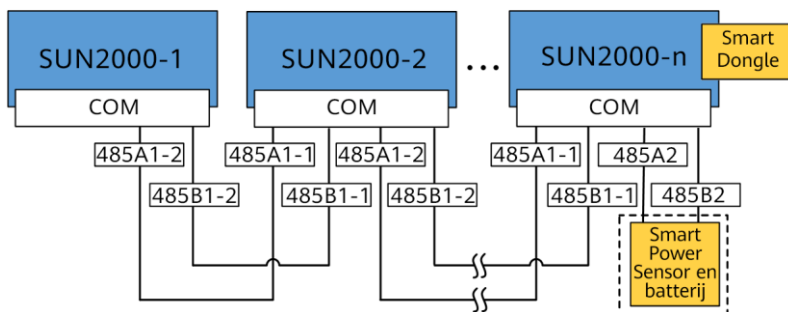 SUN2000-1
SUN2000-2
...
SUN2000-n
Smart
Dongle
COM
COM
COM
485A1-2
485A1-1
485A1-2
485A1-1
485A2
485B1-2
485B1-1
485B1-2
485B1-1
485B2
Smart
Power
Sensor en
batterij